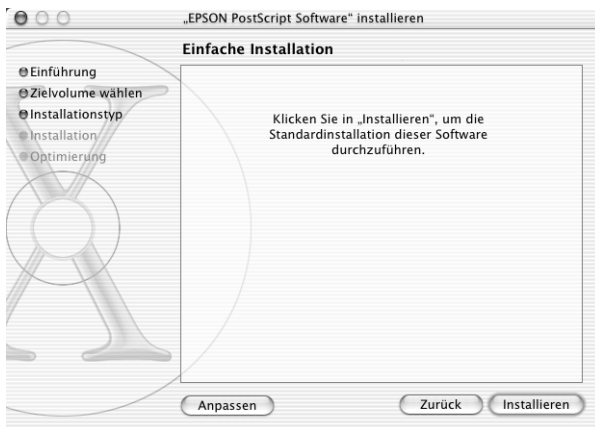 „EPSON PostScript Software“ installieren
Einfache Installation
Einführung
Zielvolume wählen
Installationstyp
Installation
Optimierung
Klicken Sie in „Installieren“, um die
Standardinstallation dieser Software
durchzuführen.
Anpassen
Zurück
Installieren